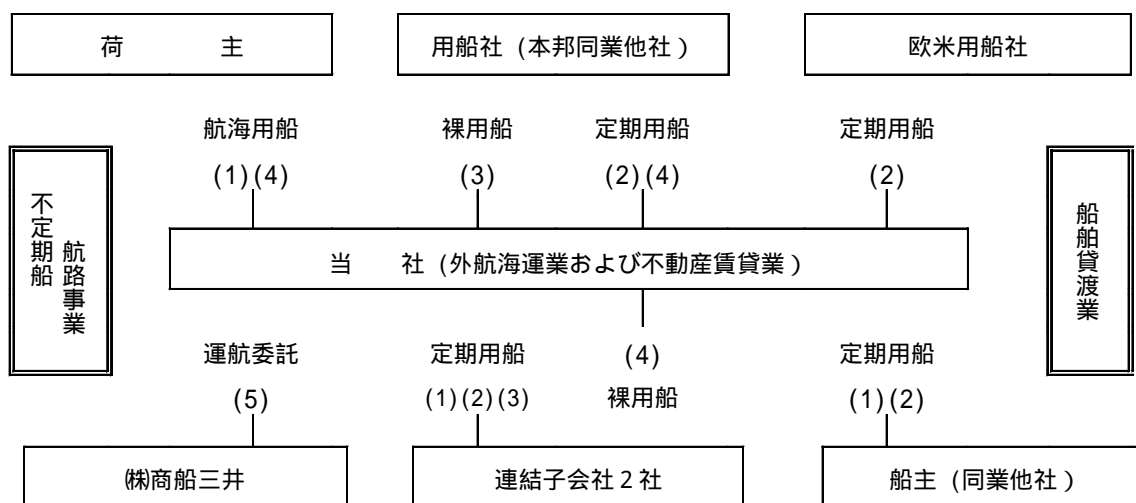 荷　　　主
用船社（本邦同業他社）
欧米用船社
航海用船
裸用船
定期用船
定期用船
(1)(4)
(3)
(2)(4)
(2)
不定期船
航路事業
船舶貸渡業
当　　社（外航海運業および不動産賃貸業）
運航委託
定期用船
(4)
定期用船
(5)
(1)(2)(3)
裸用船
(1)(2)
㈱商船三井
連結子会社２社
船主（同業他社）